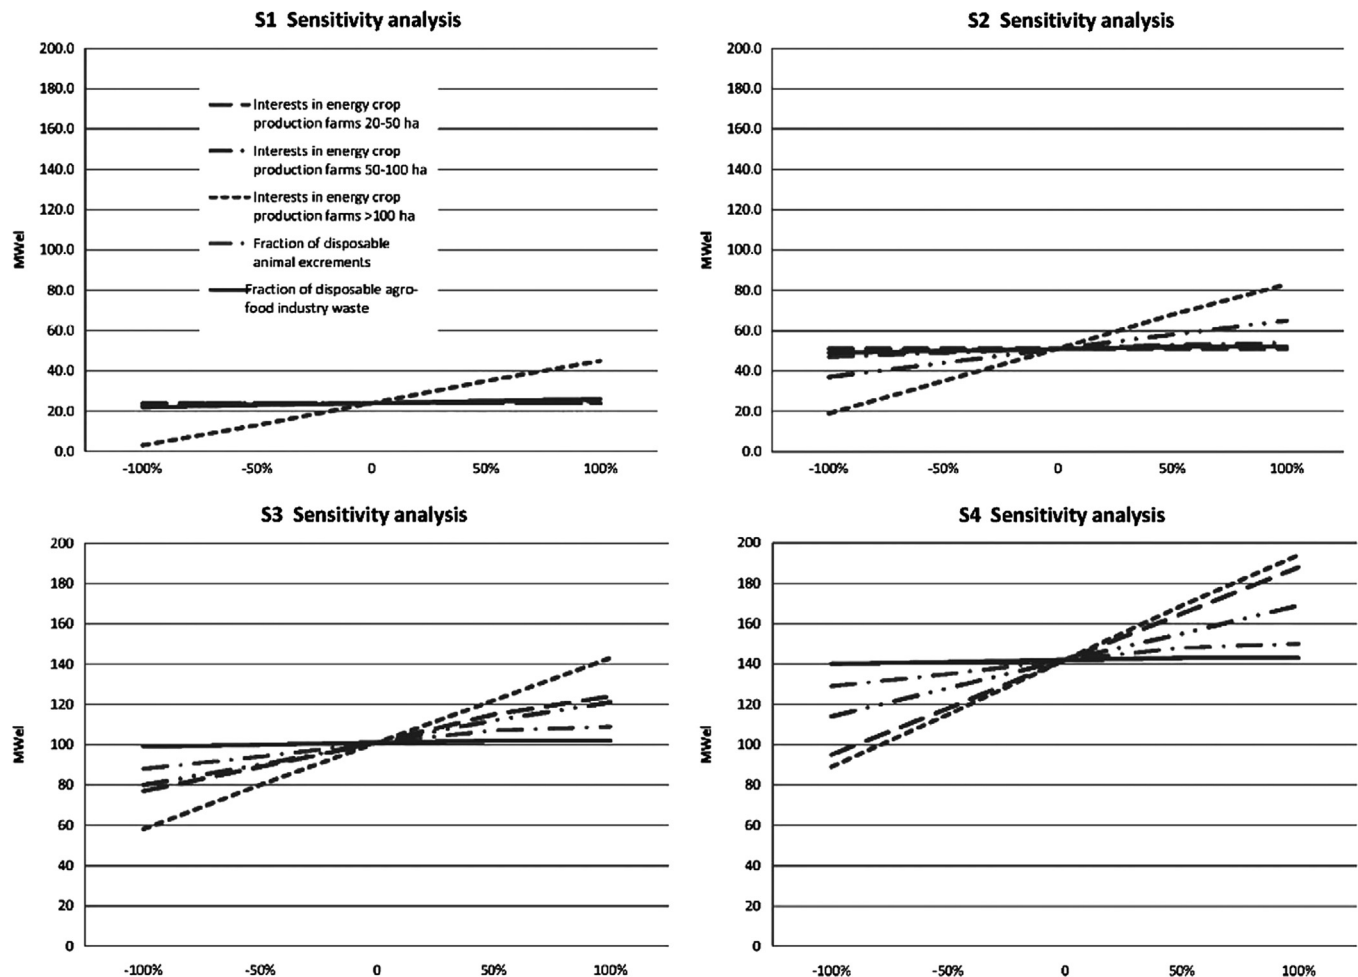 S1 Sensitivity analysis
200.0
180.0
160.0
140.0
120.0
100.0
80.0
60.0
40.0
20.0
0.0
MWel
Interests in energy crop
production farms 20-50 ha
Interests in energy crop
production farms 50-100 ha
Interests in energy crop
production farms >100 ha
Fraction of disposable
animal excrements
Fraction of disposable agro-
food industry waste
-100% -50% 0 50% 100%
S2 Sensitivity analysis
200.0
180.0
160.0
140.0
120.0
100.0
80.0
60.0
40.0
20.0
0.0
MWel
-100% -50% 0 50% 100%
S3 Sensitivity analysis
200
180
160
140
120
100
80
60
40
20
0
MWel
-100% -50% 0 50% 100%
S4 Sensitivity analysis
200
180
160
140
120
100
80
60
40
20
0
MWel
-100% -50% 0 50% 100%